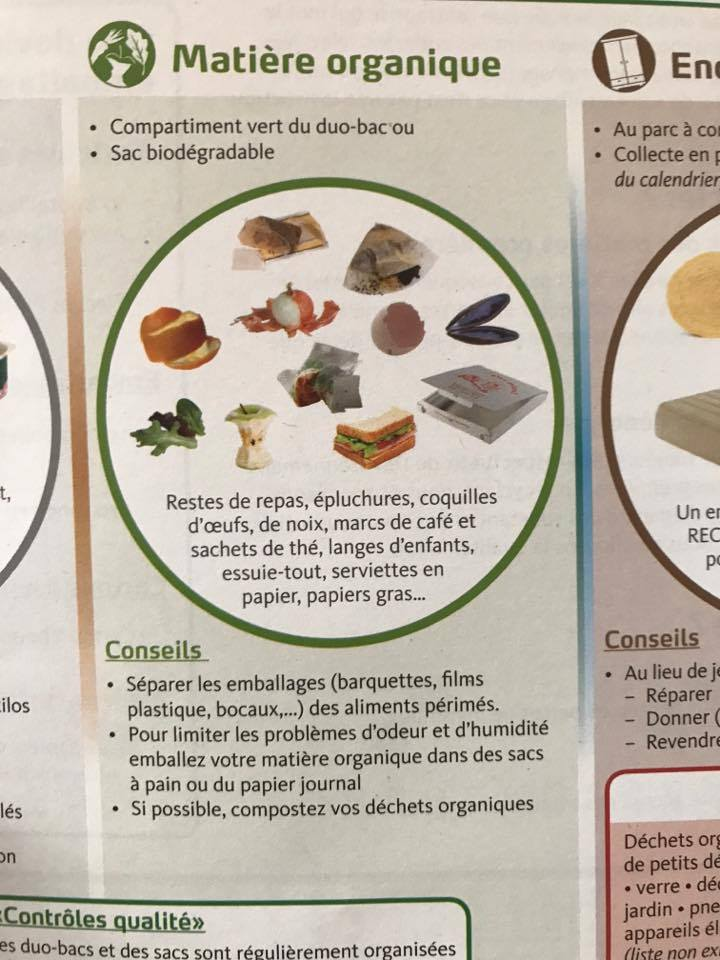 Matière organique
• Compartiment vert du duo-bac ou
• Sac biodégradable
Restes de repas, épluchures, coquilles
d'œufs, de noix, marcs de café et
sachets de thé, langes d'enfants,
essuie-tout, serviettes en
papier, papiers gras...
Conseils
• Séparer les emballages (barquettes, films
plastique, bocaux,...) des aliments périmés.
• Pour limiter les problèmes d'odeur et d'humidité
emballez votre matière organique dans des sacs
à pain ou du papier journal
• Si possible, compostez vos déchets organiques
«Contrôles qualité»
es duo-bacs et des sacs sont régulièrement organisées
t,
ilos
lés
on
En
• Au parc à co
• Collecte en p
du calendrier
Un en
REC
po
Conseils
• Au lieu de je
– Réparer
– Donner (
– Revendre
Déchets org
de petits dé
• verre • déc
jardin • pne
appareils él
(liste non ex